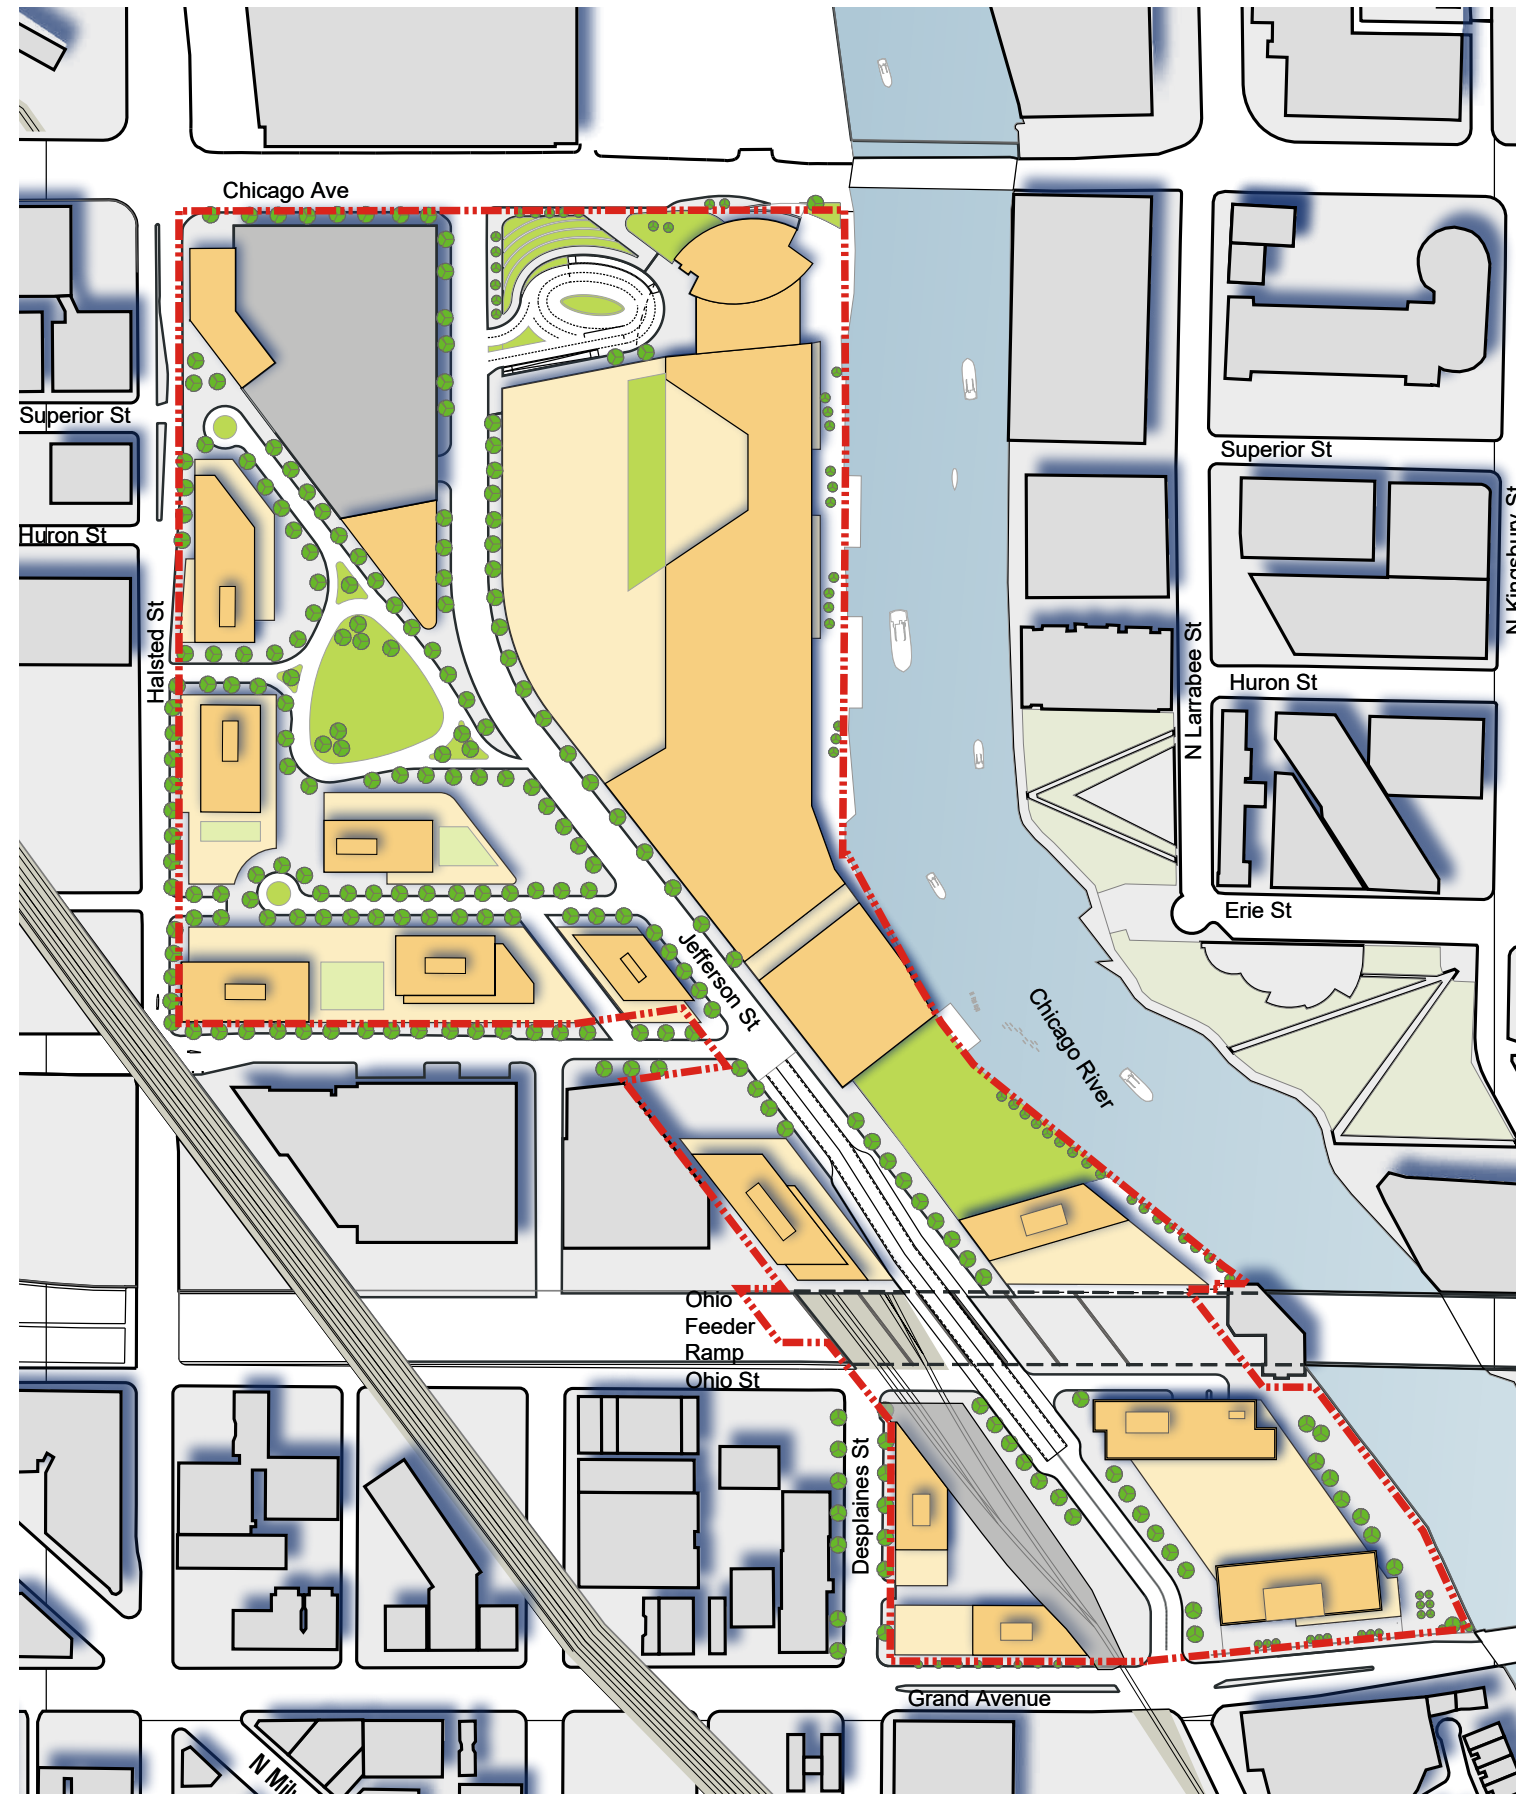 Chicago Ave
Superior St
Superior St
Huron St
Halsted St
N Larrabee St
Huron St
Erie St
Jefferson St
Chicago River
Ohio
Feeder
Ramp
Ohio St
Desplaines St
Grand Avenue